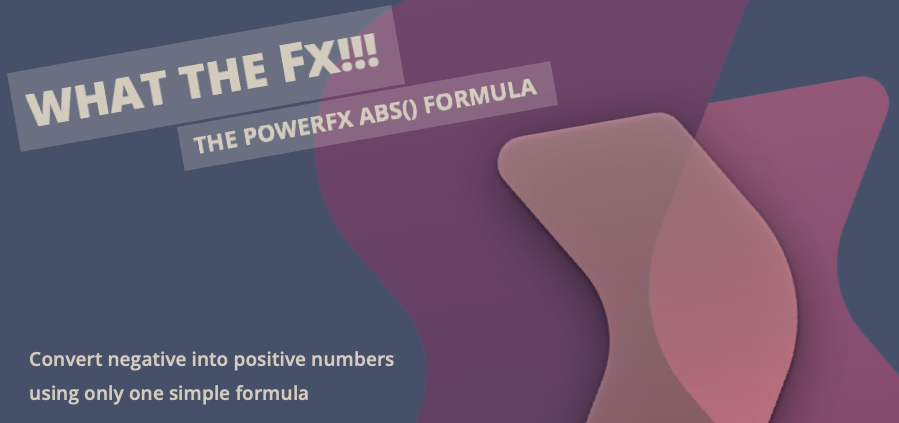 WHAT THE FX!!!
THE POWERFX ABS() FORMULA
Convert negative into positive numbers
using only one simple formula